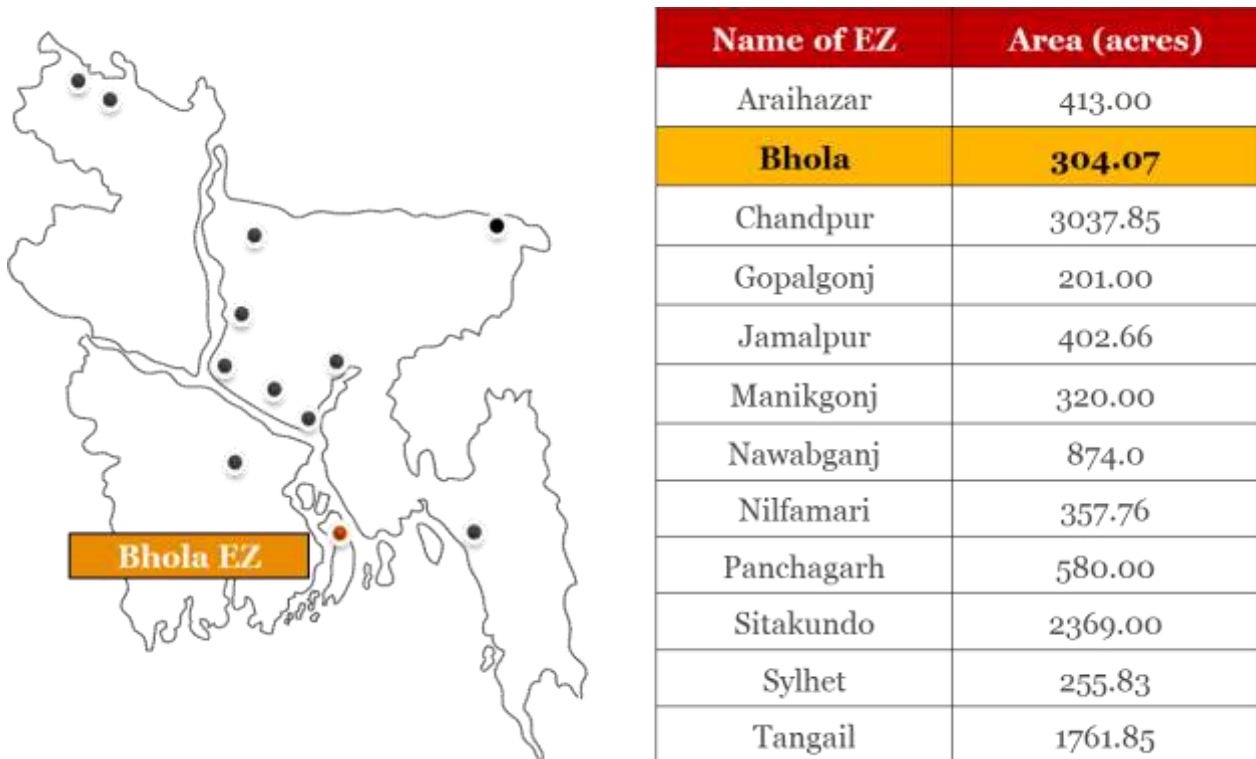 Bhola EZ
Name of EZ Area (acres)
Araihazar 413.00
Bhola 304.07
Chandpur 3037.85
Gopalgonj 201.00
Jamalpur 402.66
Manikgonj 320.00
Nawabganj 874.0
Nilfamari 357.76
Panchagarh 580.00
Sitakundo 2369.00
Sylhet 255.83
Tangail 1761.85